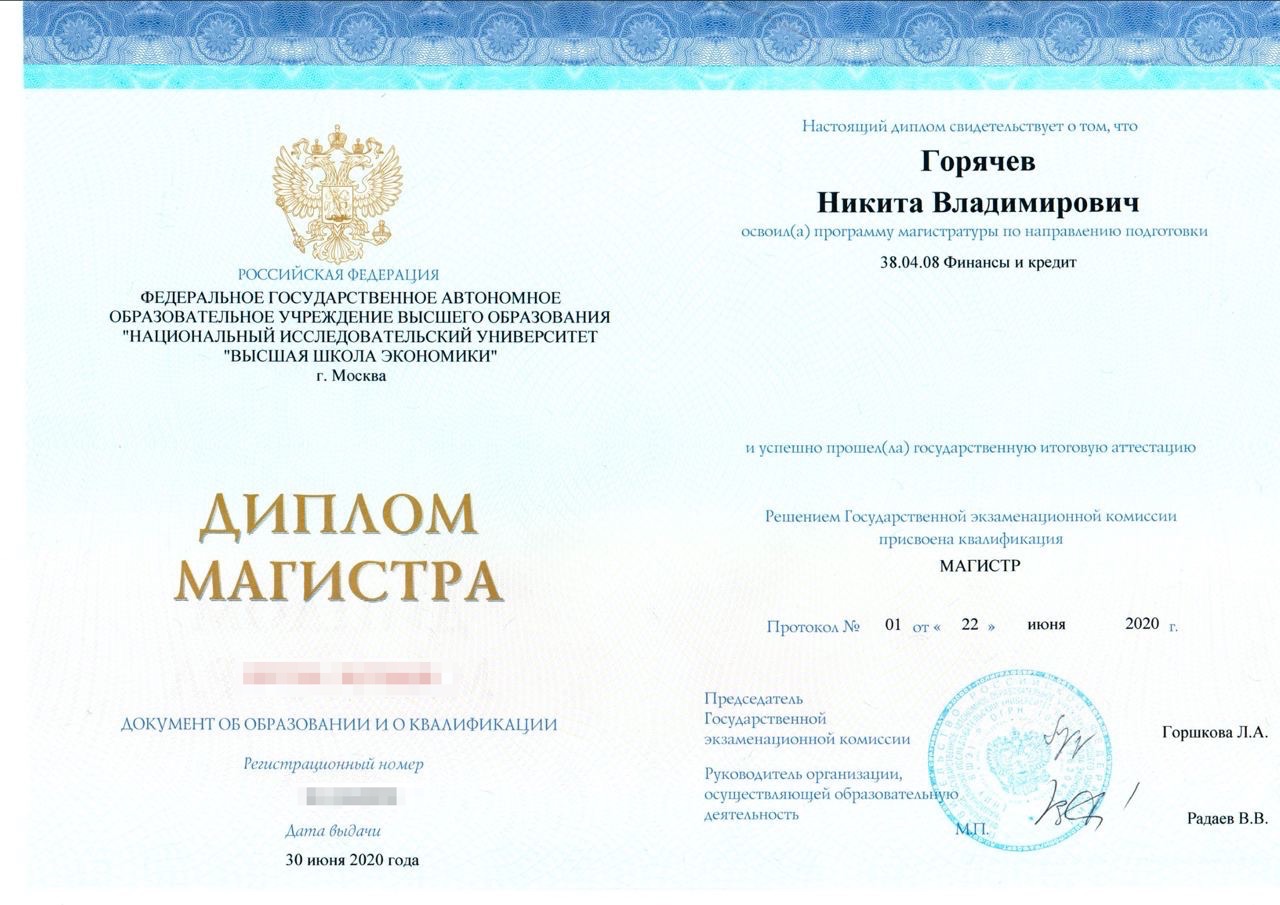 РОССИЙСКАЯ ФЕДЕРАЦИЯ
ФЕДЕРАЛЬНОЕ ГОСУДАРСТВЕННОЕ АВТОНОМНОЕ
ОБРАЗОВАТЕЛЬНОЕ УЧРЕЖДЕНИЕ ВЫСШЕГО ОБРАЗОВАНИЯ
"НАЦИОНАЛЬНЫЙ ИССЛЕДОВАТЕЛЬСКИЙ УНИВЕРСИТЕТ
"ВЫСШАЯ ШКОЛА ЭКОНОМИКИ"
г. Москва
ДИПЛОМ
МАГИСТРА
ДОКУМЕНТ ОБ ОБРАЗОВАНИИ И О КВАЛИФИКАЦИИ
Регистрационный номер
Дата выдачи
30 июня 2020 года
Настоящий диплом свидетельствует о том, что
Горячев
Никита Владимирович
освоил(а) программу магистратуры по направлению подготовки
38.04.08 Финансы и кредит
и успешно прошел(ла) государственную итоговую аттестацию
Решением Государственной экзаменационной комиссии
присвоена квалификация
МАГИСТР
Протокол № 01 от « 22 » июня 2020 г.
Председатель
Государственной
экзаменационной комиссии
Горшкова Л.А.
Руководитель организации,
осуществляющей образовательную
деятельность
Радаев В.В.
М.П.